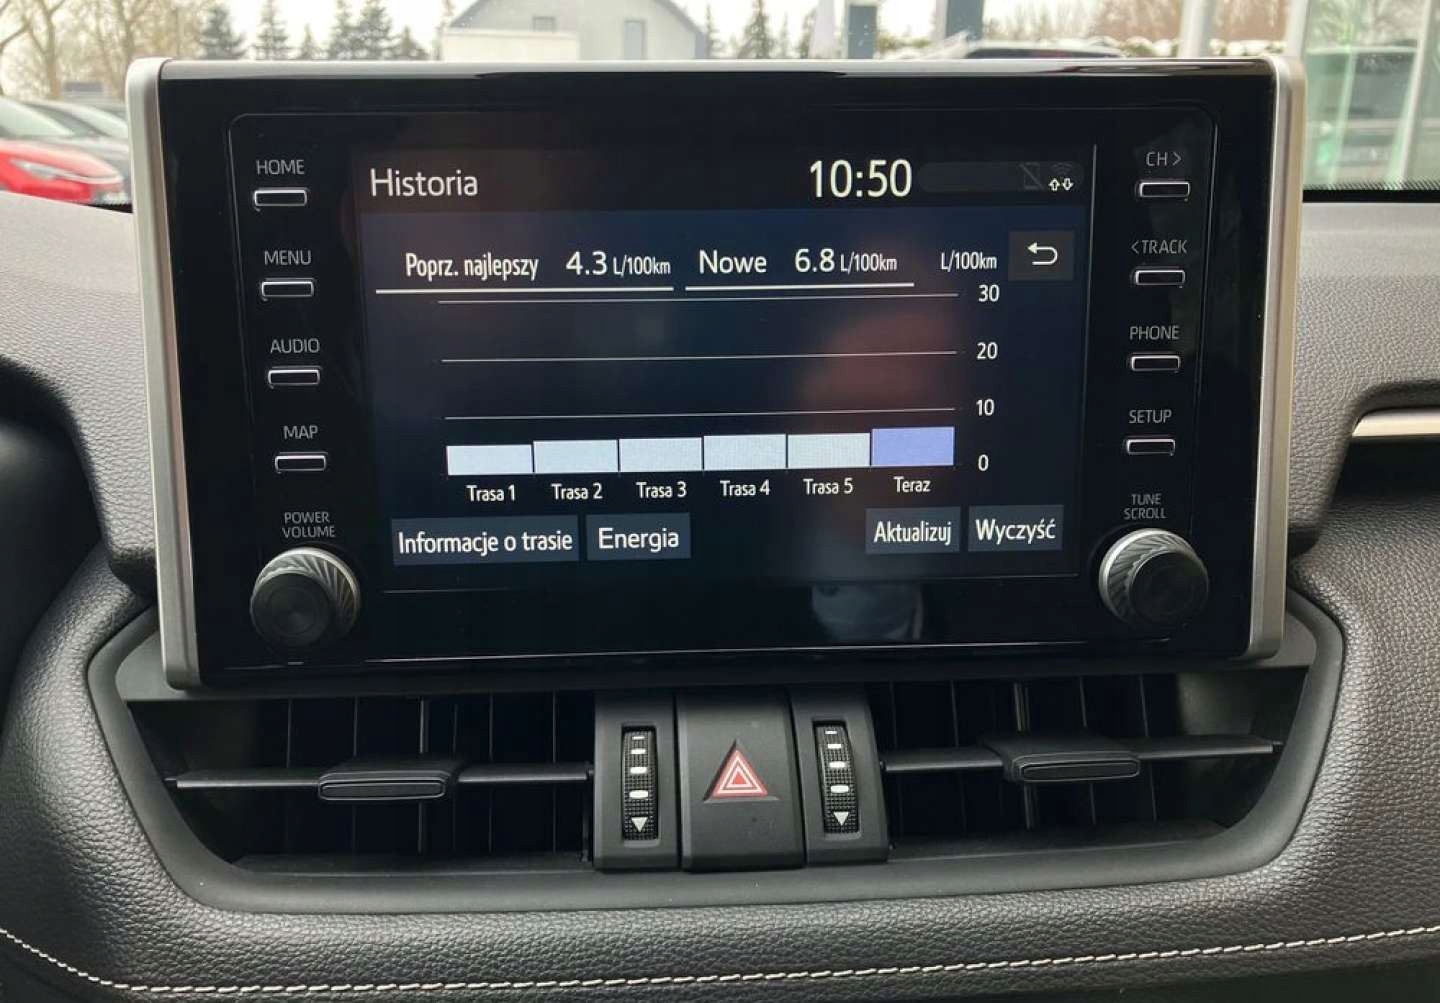 HOME
MENU
AUDIO
MAP
POWER
VOLUME
Historia 10:50
Poprz. najlepszy 4.3 L/100km Nowe 6.8 L/100km L/100km
30
20
10
0
Trasa 1 Trasa 2 Trasa 3 Trasa 4 Trasa 5 Teraz
Informacje o trasie Energia Aktualizuj Wyczyść
CH >
< TRACK
PHONE
SETUP
TUNE
SCROLL